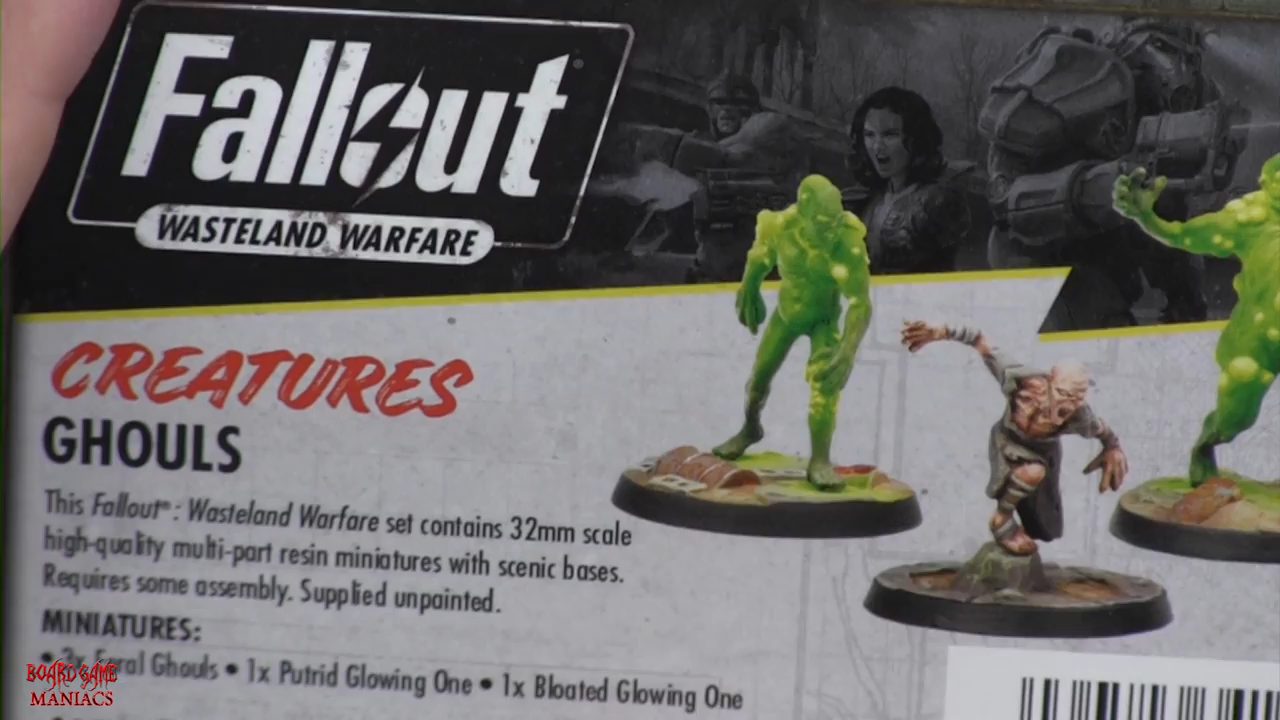 Fallout
WASTELAND WARFARE
CREATURES
GHOULS
This Fallout®: Wasteland Warfare set contains 32mm scale
high-quality multi-part resin miniatures with scenic bases.
Requires some assembly. Supplied unpainted.
MINIATURES:
Ghouls • 1x Putrid Glowing One • 1x Bloated Glowing One
BOARD GAME
MANIACS